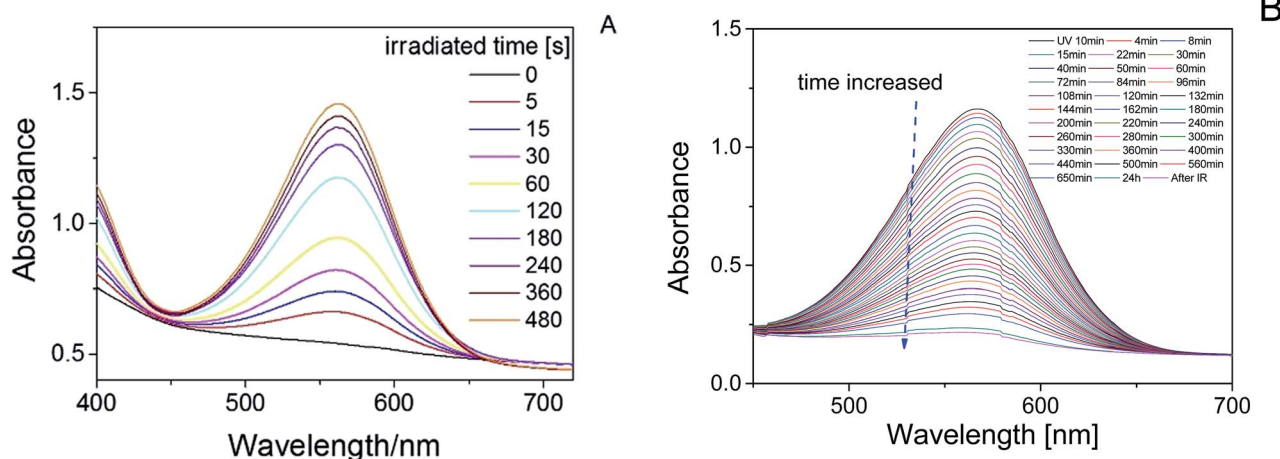 A
irradiated time [s]
0
5
15
30
60
120
180
240
360
480
1.5
1.0
0.5
Absorbance
400 500 600 700
Wavelength/nm
B
UV 10min 4min 8min
15min 22min 30min
40min 50min 60min
72min 84min 96min
108min 120min 132min
144min 162min 180min
200min 220min 240min
260min 280min 300min
330min 360min 400min
440min 500min 560min
650min 24h After IR
time increased
1.5
1.0
0.5
0.0
Absorbance
500 600 700
Wavelength [nm]